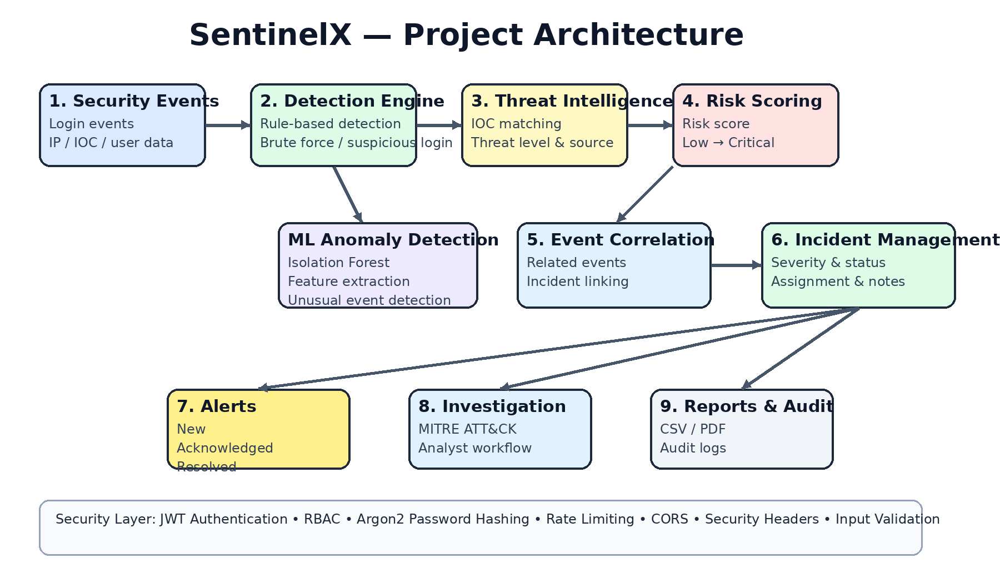 SentinelX — Project Architecture
1. Security Events
Login events
IP / IOC / user data
2. Detection Engine
Rule-based detection
Brute force / suspicious login
3. Threat Intelligence
IOC matching
Threat level & source
4. Risk Scoring
Risk score
Low → Critical
ML Anomaly Detection
Isolation Forest
Feature extraction
Unusual event detection
5. Event Correlation
Related events
Incident linking
6. Incident Management
Severity & status
Assignment & notes
7. Alerts
New
Acknowledged
Resolved
8. Investigation
MITRE ATT&CK
Analyst workflow
9. Reports & Audit
CSV / PDF
Audit logs
Security Layer: JWT Authentication • RBAC • Argon2 Password Hashing • Rate Limiting • CORS • Security Headers • Input Validation